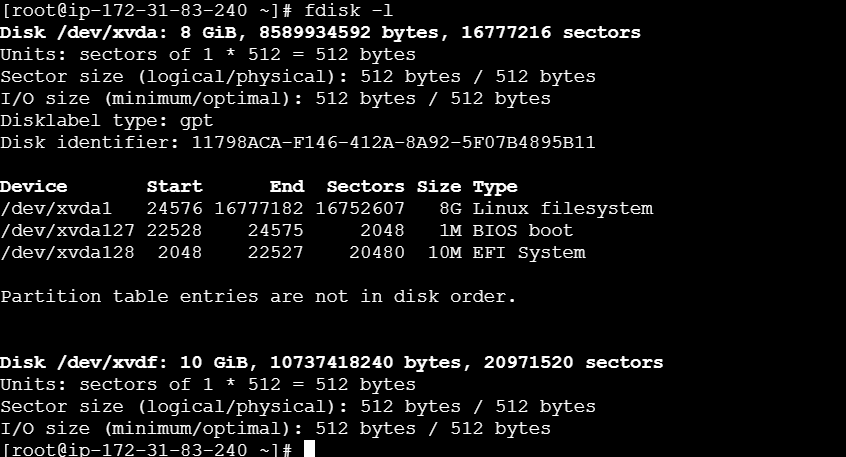 [root@ip-172-31-83-240 ~]# fdisk -l
Disk /dev/xvda: 8 GiB, 8589934592 bytes, 16777216 sectors
Units: sectors of 1 * 512 = 512 bytes
Sector size (logical/physical): 512 bytes / 512 bytes
I/O size (minimum/optimal): 512 bytes / 512 bytes
Disklabel type: gpt
Disk identifier: 11798ACA-F146-412A-8A92-5F07B4895B11

Device       Start      End  Sectors Size Type
/dev/xvda1   24576 16777182 16752607   8G Linux filesystem
/dev/xvda127 22528    24575     2048   1M BIOS boot
/dev/xvda128  2048    22527    20480  10M EFI System

Partition table entries are not in disk order.


Disk /dev/xvdf: 10 GiB, 10737418240 bytes, 20971520 sectors
Units: sectors of 1 * 512 = 512 bytes
Sector size (logical/physical): 512 bytes / 512 bytes
I/O size (minimum/optimal): 512 bytes / 512 bytes
[root@ip-172-31-83-240 ~]#